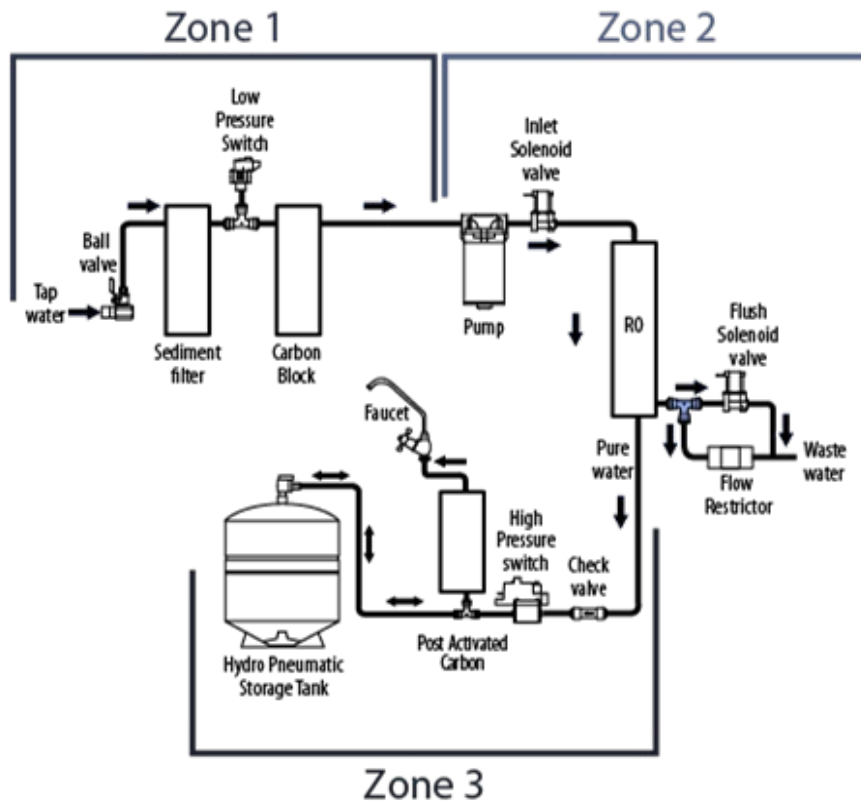 Zone 1
Zone 2
Low
Pressure
Switch
Inlet
Solenoid
valve
Ball
valve
Tap
water
Sediment
filter
Carbon
Block
Pump
RO
Flush
Solenoid
valve
Faucet
Pure
water
Waste
water
Flow
Restrictor
High
Pressure
switch
Check
valve
Post Activated
Carbon
Hydro Pneumatic
Storage Tank
Zone 3